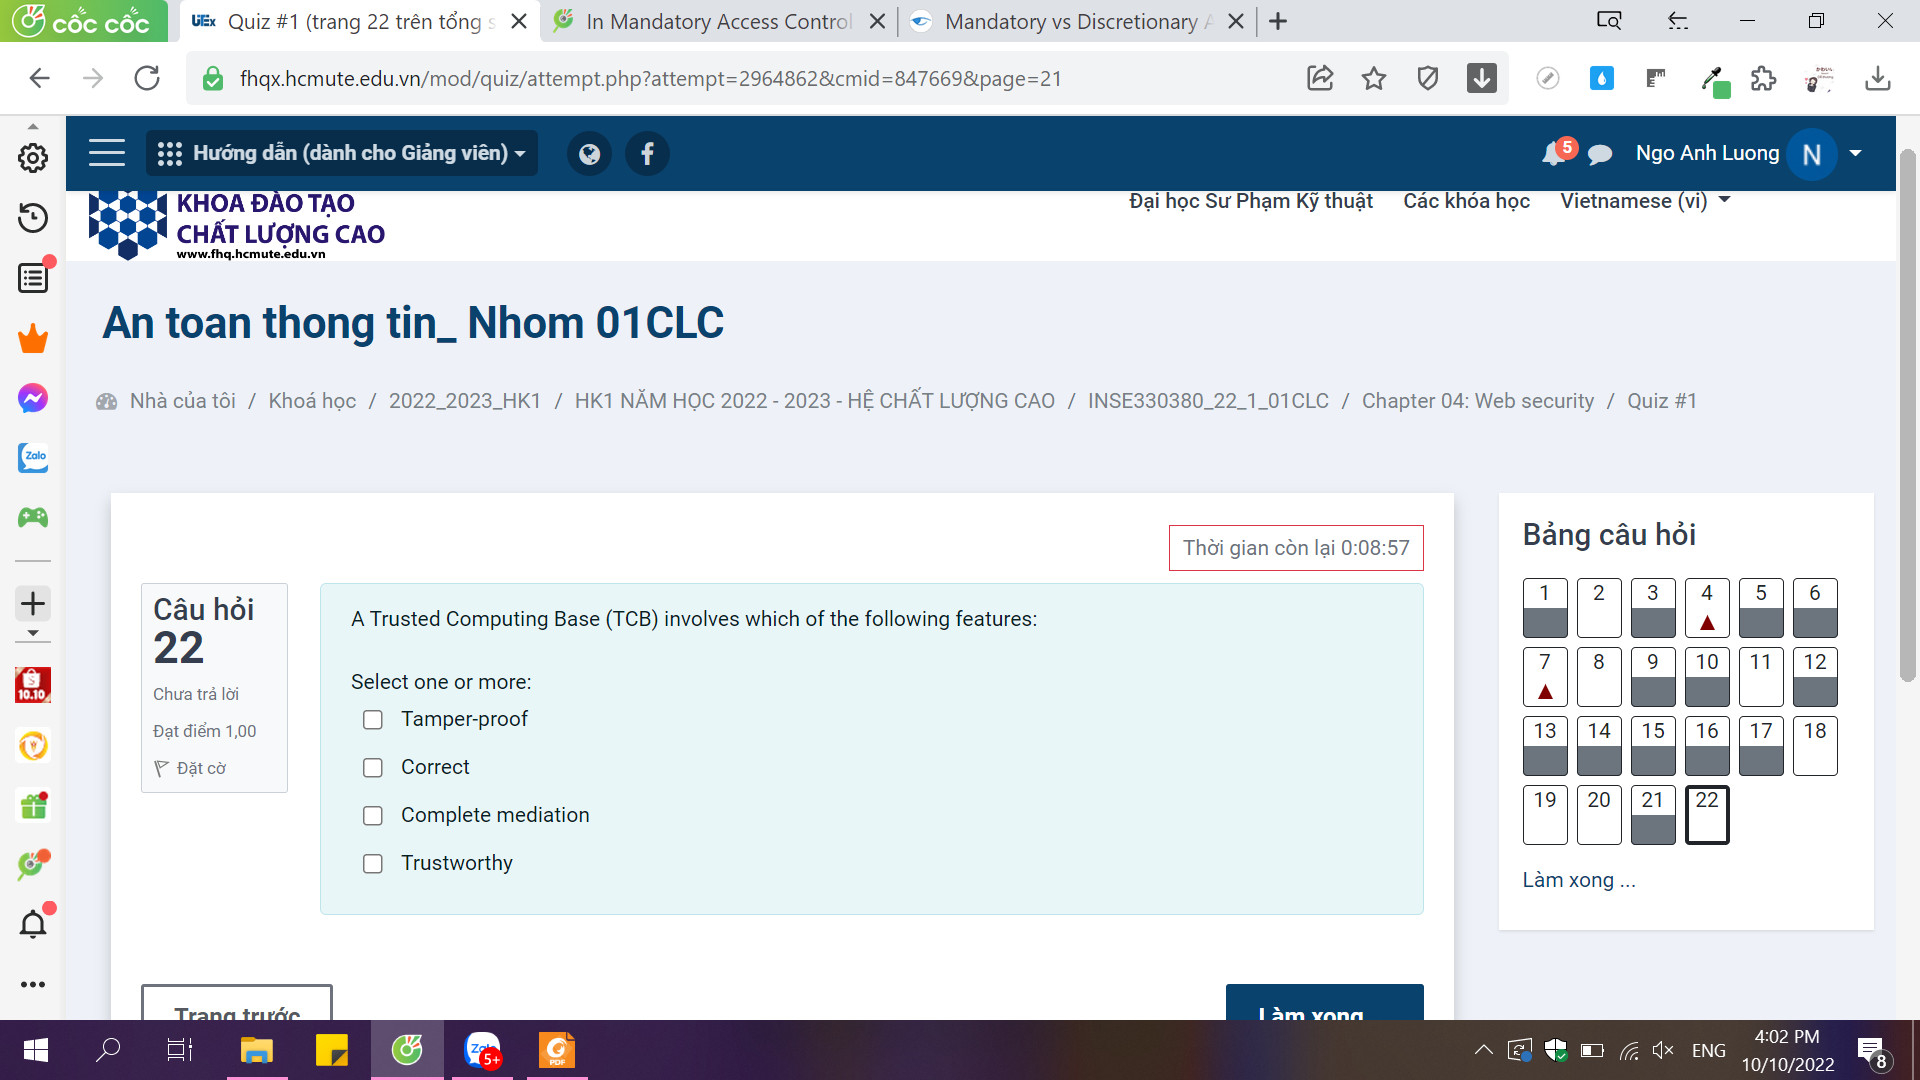 cốc cốc
UEx Quiz #1 (trang 22 trên tổng s
In Mandatory Access Control
Mandatory vs Discretionary A
fhqx.hcmute.edu.vn/mod/quiz/attempt.php?attempt=2964862&cmid=847669&page=21
Hướng dẫn (dành cho Giảng viên)
5
Ngo Anh Luong
N
KHOA ĐÀO TẠO
CHẤT LƯỢNG CAO
www.fhq.hcmute.edu.vn
Đại học Sư Phạm Kỹ thuật
Các khóa học
Vietnamese (vi)
An toan thong tin_ Nhom 01CLC
Nhà của tôi / Khoá học / 2022_2023_HK1 / HK1 NĂM HỌC 2022 - 2023 - HỆ CHẤT LƯỢNG CAO / INSE330380_22_1_01CLC / Chapter 04: Web security / Quiz #1
Zalo
10.10
Thời gian còn lại 0:08:57
Câu hỏi
22
Chưa trả lời
Đạt điểm 1,00
Đặt cờ
A Trusted Computing Base (TCB) involves which of the following features:
Select one or more:
Tamper-proof
Correct
Complete mediation
Trustworthy
Trang trước
Làm xong
Bảng câu hỏi
1 2 3 4 5 6
7 8 9 10 11 12
13 14 15 16 17 18
19 20 21 22
Làm xong ...
5+
PDF
ENG
4:02 PM
10/10/2022
8